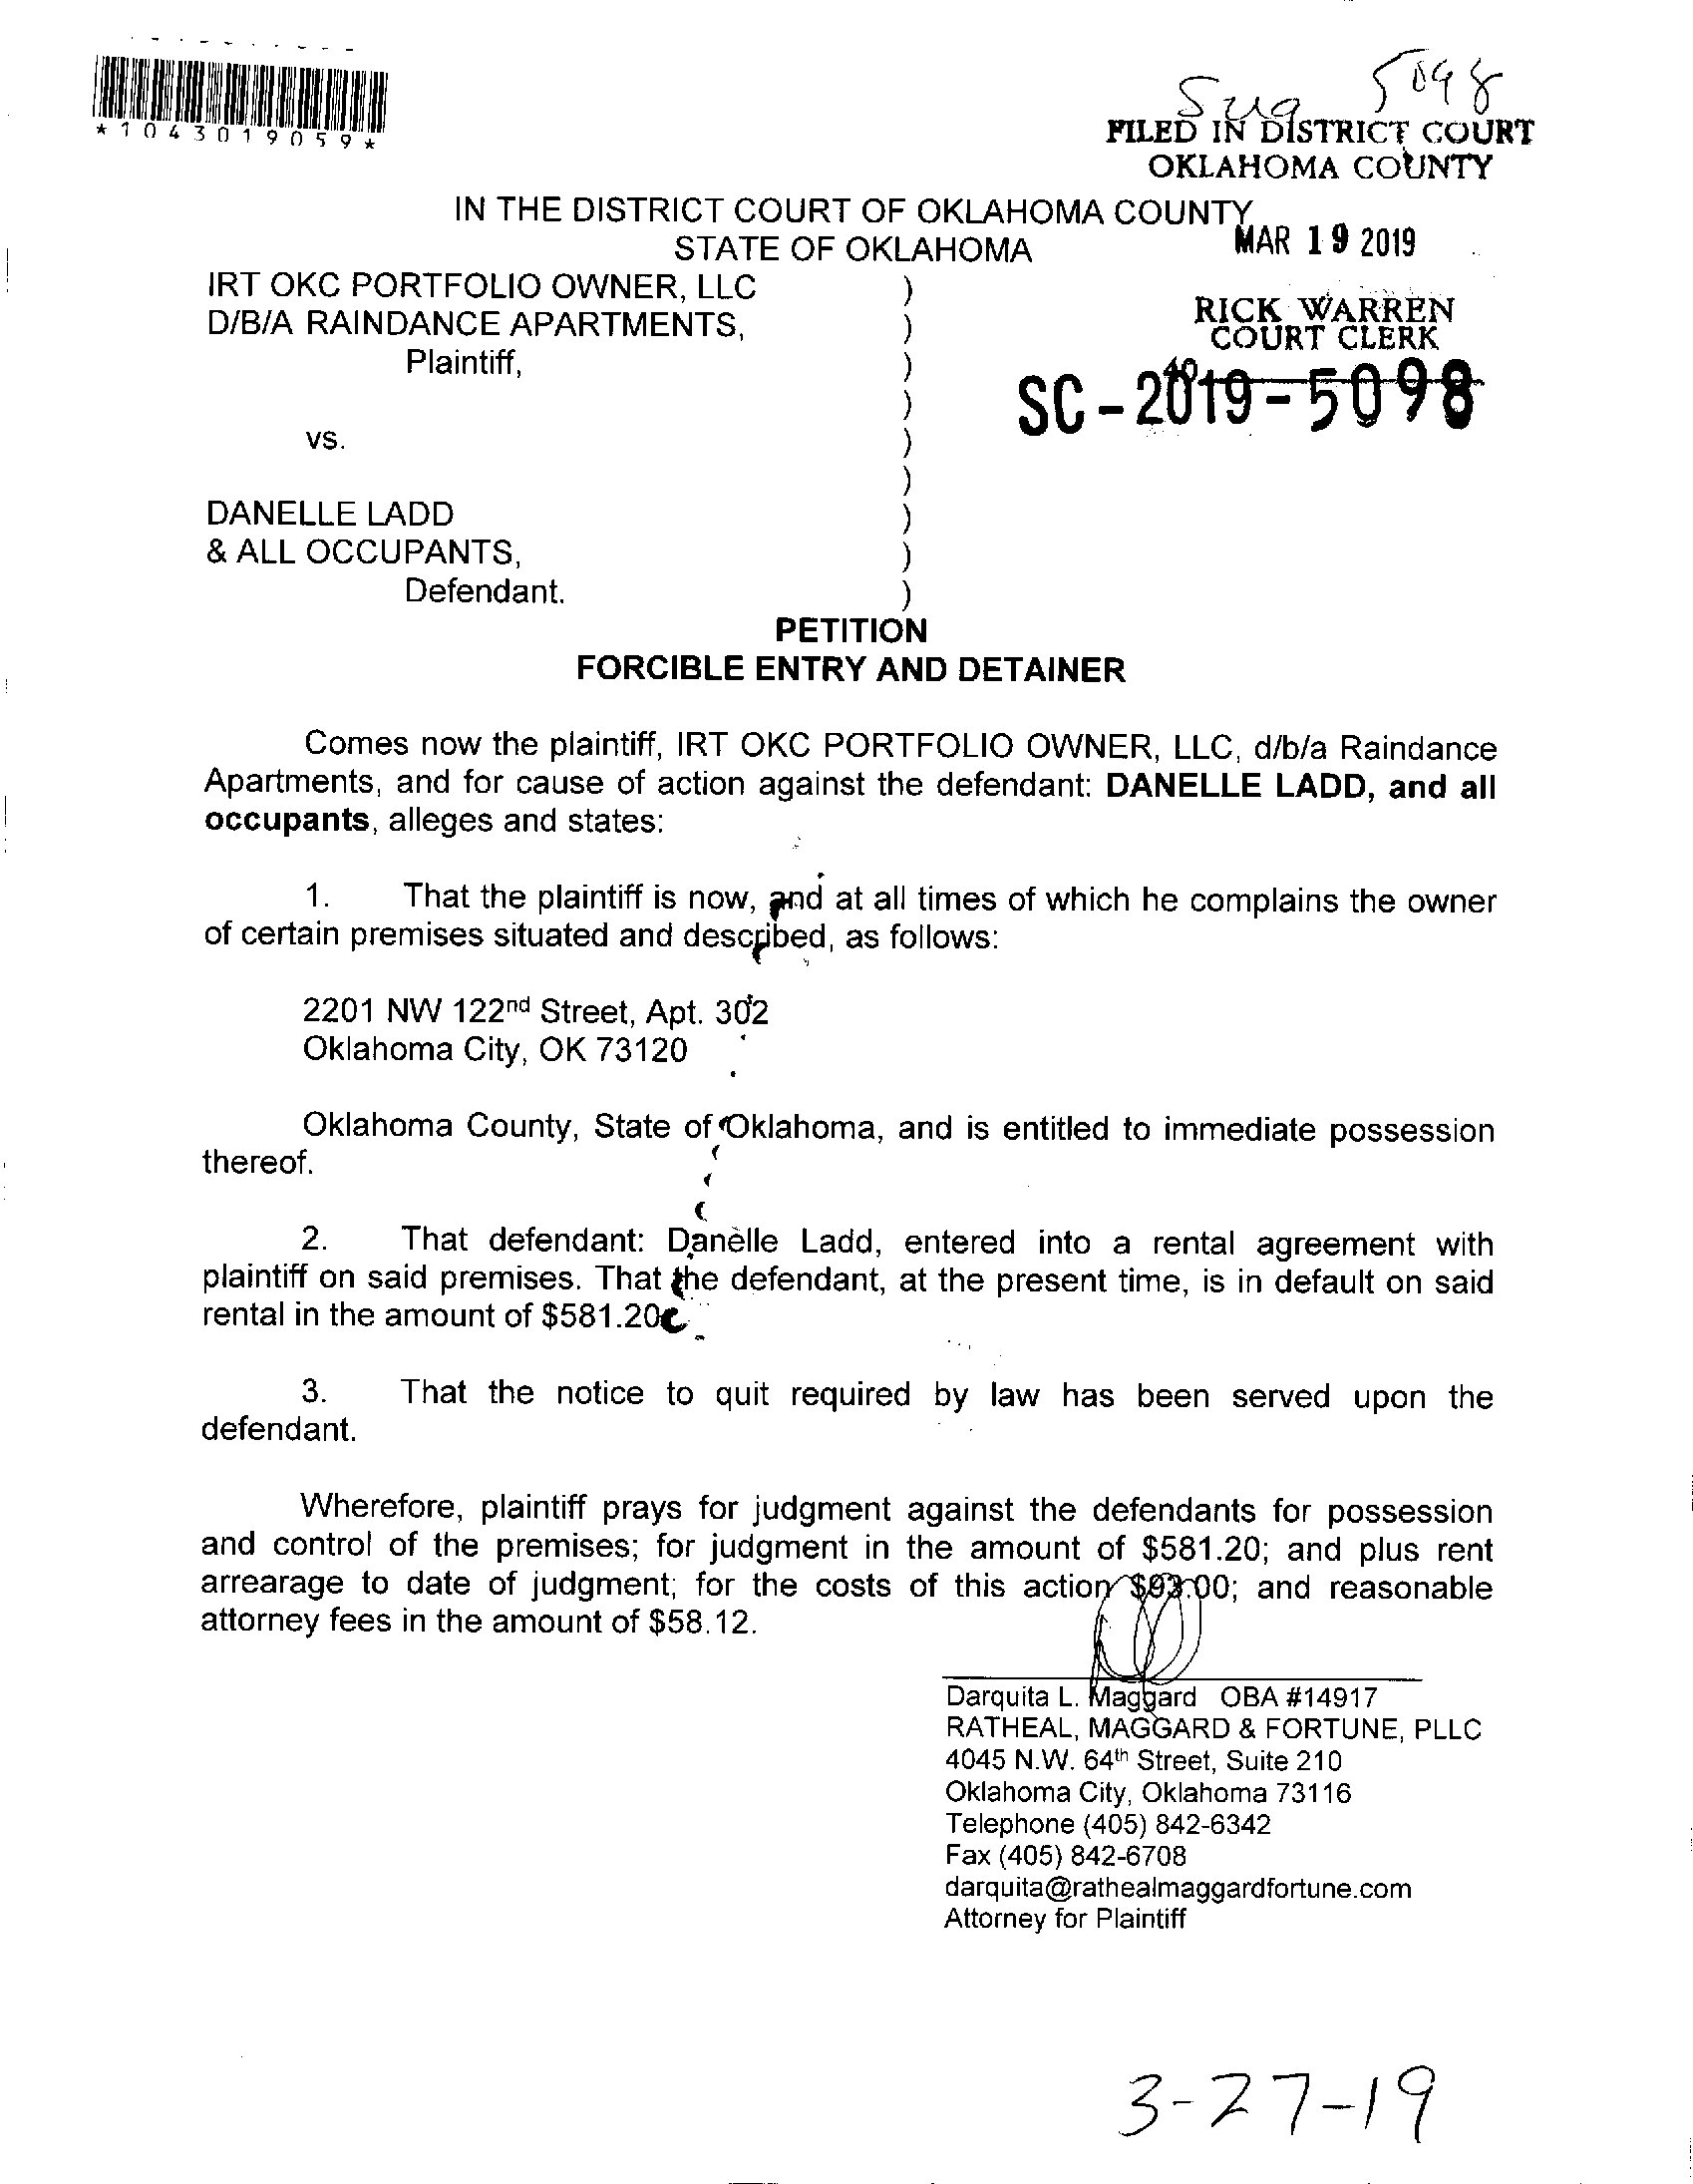 *1043019059*
5098
FILED IN DISTRICT COURT
OKLAHOMA COUNTY
IN THE DISTRICT COURT OF OKLAHOMA COUNTY
STATE OF OKLAHOMA
MAR 19 2019
IRT OKC PORTFOLIO OWNER, LLC )
D/B/A RAINDANCE APARTMENTS, )
RICK WARREN
COURT CLERK
Plaintiff, )
)
SC-2019-5098
vs. )
)
DANELLE LADD )
& ALL OCCUPANTS, )
Defendant. )
PETITION
FORCIBLE ENTRY AND DETAINER
Comes now the plaintiff, IRT OKC PORTFOLIO OWNER, LLC, d/b/a Raindance
Apartments, and for cause of action against the defendant: DANELLE LADD, and all
occupants, alleges and states:
1. That the plaintiff is now, and at all times of which he complains the owner
of certain premises situated and described, as follows:
2201 NW 122nd Street, Apt. 302
Oklahoma City, OK 73120
Oklahoma County, State of Oklahoma, and is entitled to immediate possession
thereof.
2. That defendant: Danelle Ladd, entered into a rental agreement with
plaintiff on said premises. That the defendant, at the present time, is in default on said
rental in the amount of $581.20
3. That the notice to quit required by law has been served upon the
defendant.
Wherefore, plaintiff prays for judgment against the defendants for possession
and control of the premises; for judgment in the amount of $581.20; and plus rent
arrearage to date of judgment; for the costs of this action $93.00; and reasonable
attorney fees in the amount of $58.12.
Darquita L. Maggard OBA #14917
RATHEAL, MAGGARD & FORTUNE, PLLC
4045 N.W. 64th Street, Suite 210
Oklahoma City, Oklahoma 73116
Telephone (405) 842-6342
Fax (405) 842-6708
darquita@rathealmaggardfortune.com
Attorney for Plaintiff
3-27-19